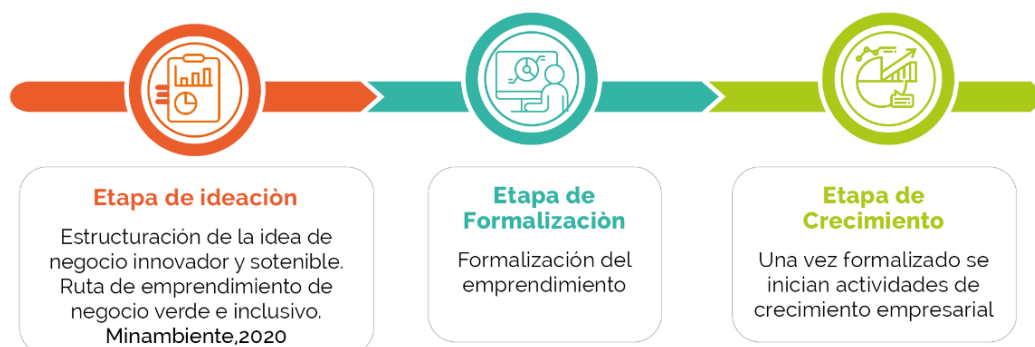 Etapa de ideaciòn
Estructuración de la idea de
negocio innovador y sotenible.
Ruta de emprendimiento de
negocio verde e inclusivo.
Minambiente,2020
Etapa de
Formalizaciòn
Formalización del
emprendimiento
Etapa de
Crecimiento
Una vez formalizado se
inician actividades de
crecimiento empresarial